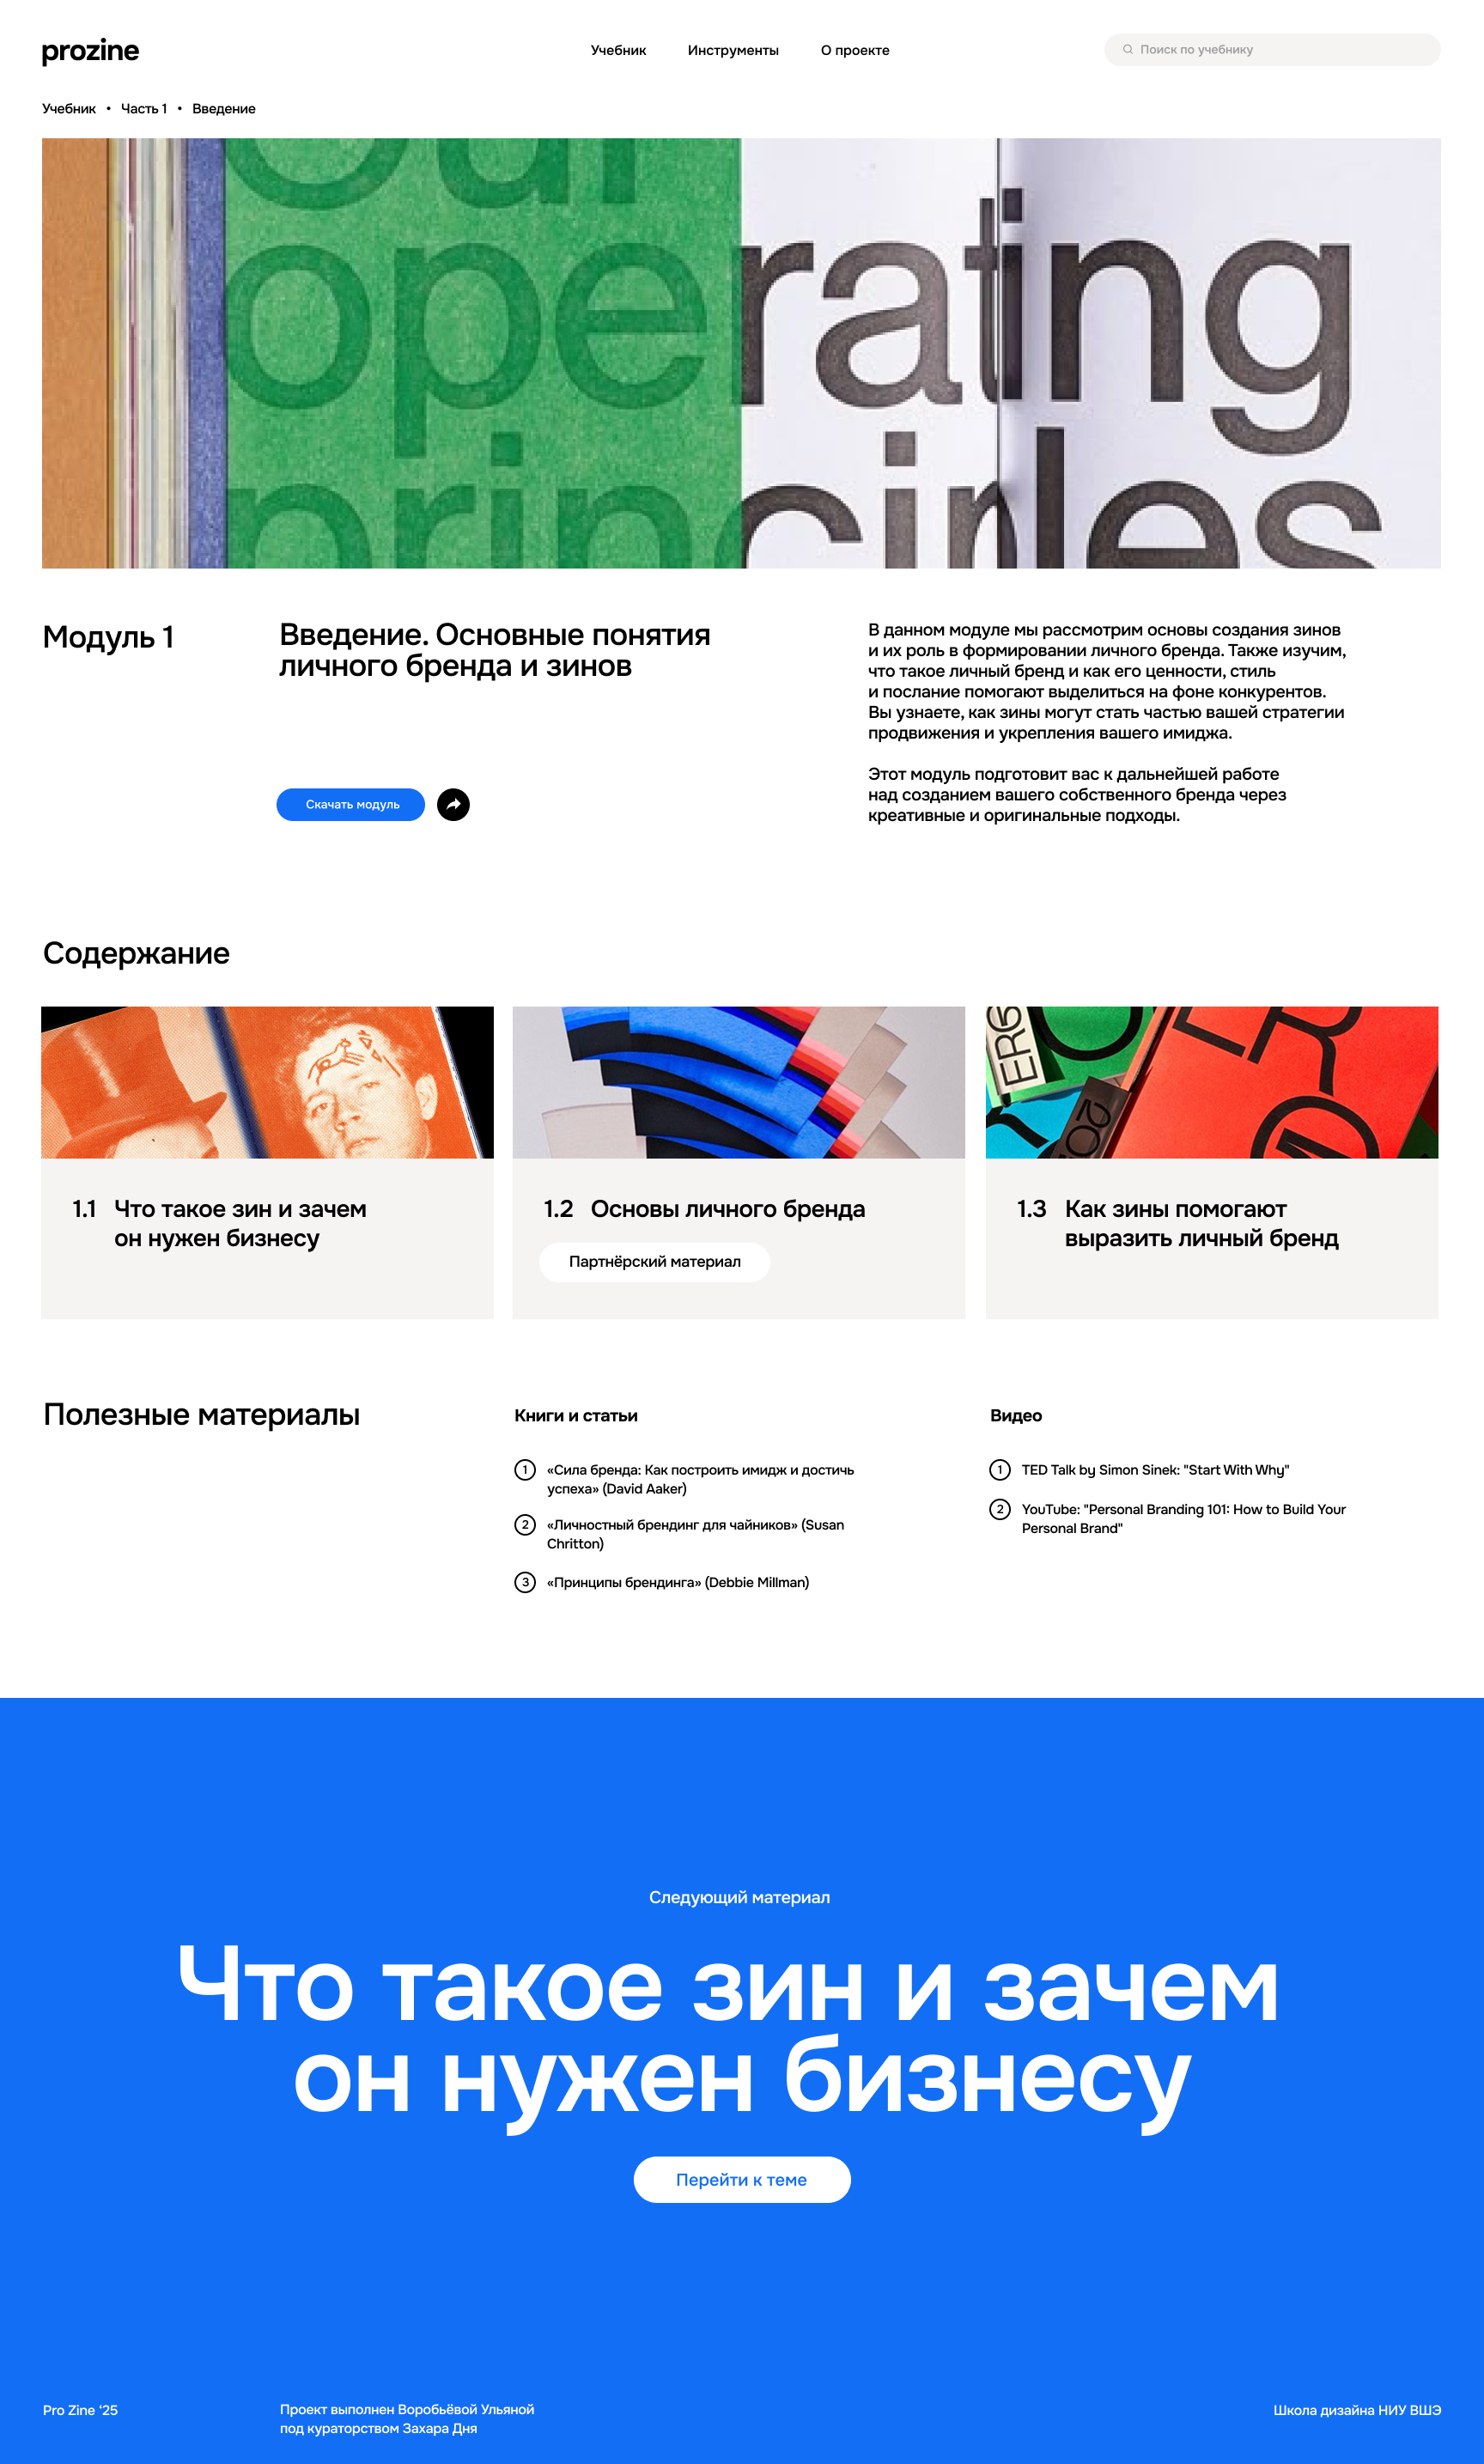 prozine
Учебник
Инструменты
О проекте
Поиск по учебнику
Учебник • Часть 1 • Введение
our
operating
principles
Модуль 1
Введение. Основные понятия
личного бренда и зинов
Скачать модуль
В данном модуле мы рассмотрим основы создания зинов
и их роль в формировании личного бренда. Также изучим,
что такое личный бренд и как его ценности, стиль
и послание помогают выделиться на фоне конкурентов.
Вы узнаете, как зины могут стать частью вашей стратегии
продвижения и укрепления вашего имиджа.
Этот модуль подготовит вас к дальнейшей работе
над созданием вашего собственного бренда через
креативные и оригинальные подходы.
Содержание
1.1 Что такое зин и зачем
он нужен бизнесу
1.2 Основы личного бренда
Партнёрский материал
1.3 Как зины помогают
выразить личный бренд
Полезные материалы
Книги и статьи
1 «Сила бренда: Как построить имидж и достичь
успеха» (David Aaker)
2 «Личностный брендинг для чайников» (Susan
Chritton)
3 «Принципы брендинга» (Debbie Millman)
Видео
1 TED Talk by Simon Sinek: "Start With Why"
2 YouTube: "Personal Branding 101: How to Build Your
Personal Brand"
Следующий материал
Что такое зин и зачем
он нужен бизнесу
Перейти к теме
Pro Zine ‘25
Проект выполнен Воробьёвой Ульяной
под кураторством Захара Дня
Школа дизайна НИУ ВШЭ